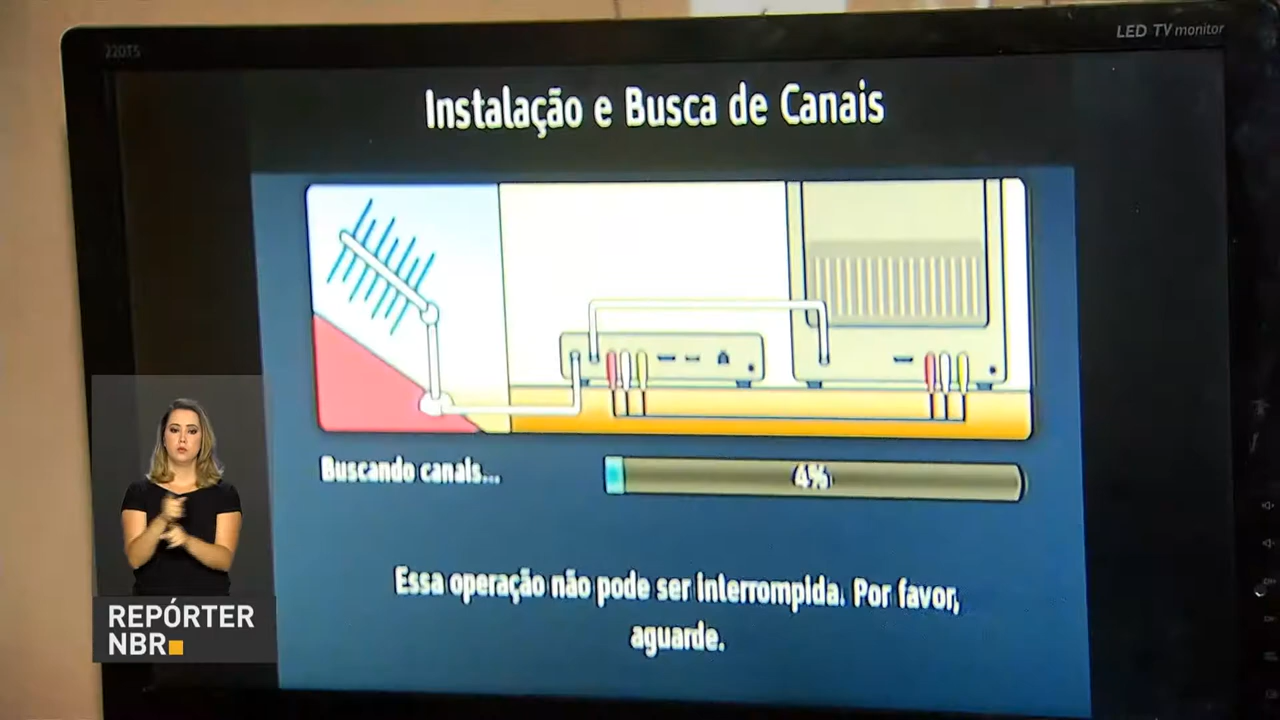 220T5
LED TV monitor
Instalação e Busca de Canais
Buscando canais...
4%
Essa operação não pode ser interrompida. Por favor,
aguarde.
REPÓRTER
NBR